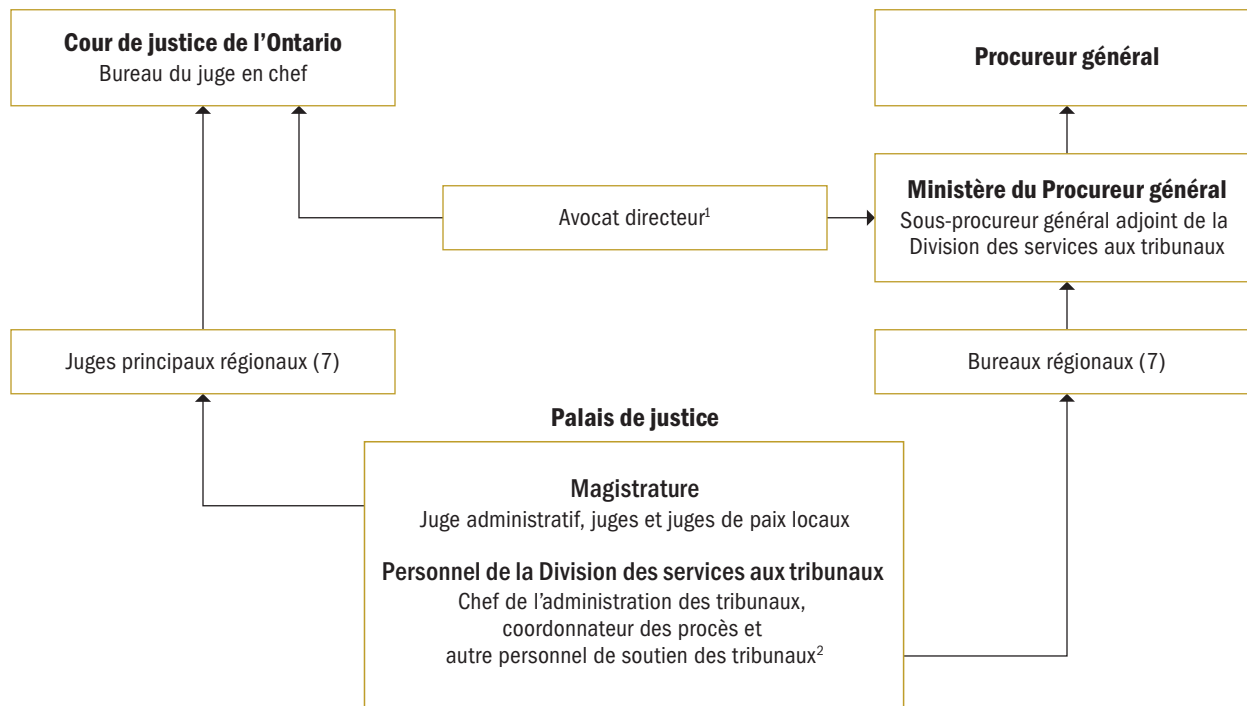 Cour de justice de l’Ontario
Bureau du juge en chef
Procureur général
Avocat directeur¹
Ministère du Procureur général
Sous-procureur général adjoint de la
Division des services aux tribunaux
Juges principaux régionaux (7)
Bureaux régionaux (7)
Palais de justice
Magistrature
Juge administratif, juges et juges de paix locaux
Personnel de la Division des services aux tribunaux
Chef de l’administration des tribunaux,
coordonnateur des procès et
autre personnel de soutien des tribunaux²